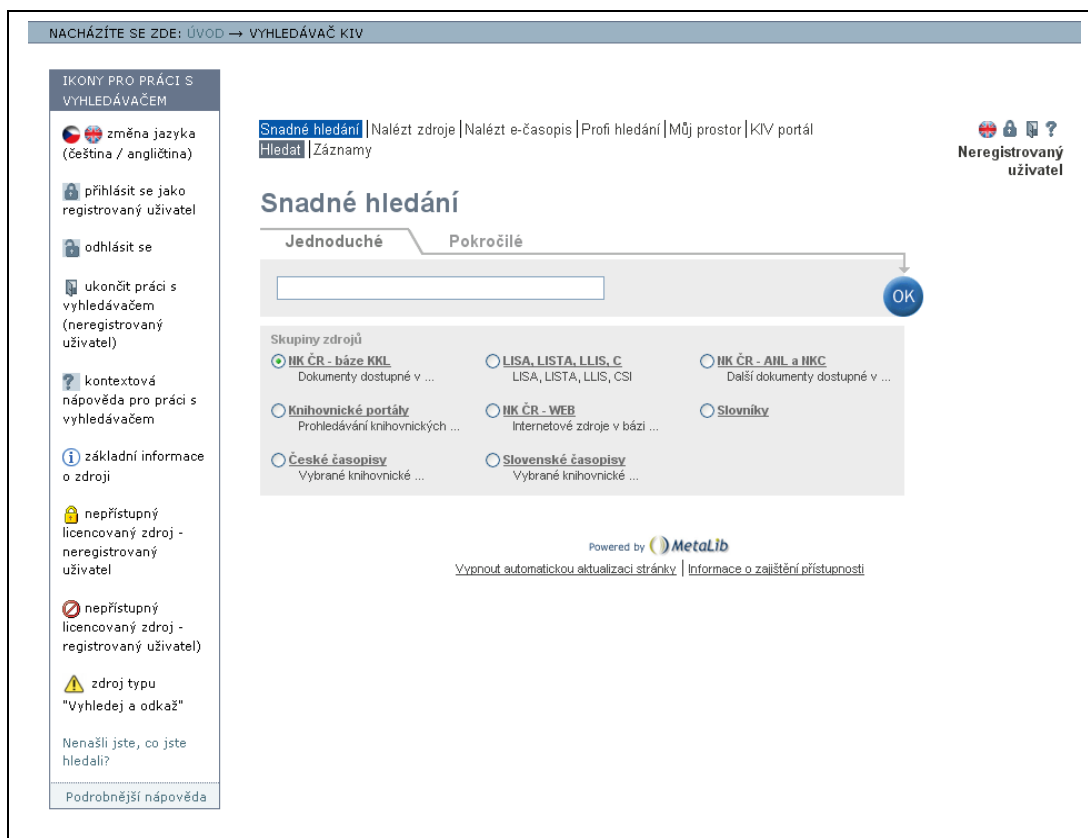 NACHÁZÍTE SE ZDE: ÚVOD → VYHLEDÁVAČ KIV
IKONY PRO PRÁCI S
VYHLEDÁVAČEM
změna jazyka
(čeština / angličtina)
přihlásit se jako
registrovaný uživatel
odhlásit se
ukončit práci s
vyhledávačem
(neregistrovaný
uživatel)
kontextová
nápověda pro práci s
vyhledávačem
základní informace
o zdroji
nepřístupný
licencovaný zdroj -
neregistrovaný
uživatel
nepřístupný
licencovaný zdroj -
registrovaný uživatel)
zdroj typu
"Vyhledej a odkaž"
Nenašli jste, co jste
hledali?
Podrobnější nápověda
Snadné hledání | Nalézt zdroje | Nalézt e-časopis | Profi hledání | Můj prostor | KIV portál
Hledat | Záznamy
Neregistrovaný
uživatel
Snadné hledání
Jednoduché Pokročilé
OK
Skupiny zdrojů
NK ČR - báze KKL LISA, LISTA, LLIS, C NK ČR - ANL a NKC
Dokumenty dostupné v ... LISA, LISTA, LLIS, CSI Další dokumenty dostupné v ...
Knihovnické portály NK ČR - WEB Slovníky
Prohledávání knihovnických ... Internetové zdroje v bázi ...
České časopisy Slovenské časopisy
Vybrané knihovnické ... Vybrané knihovnické ...
Powered by MetaLib
Vypnout automatickou aktualizaci stránky | Informace o zajištění přístupnosti